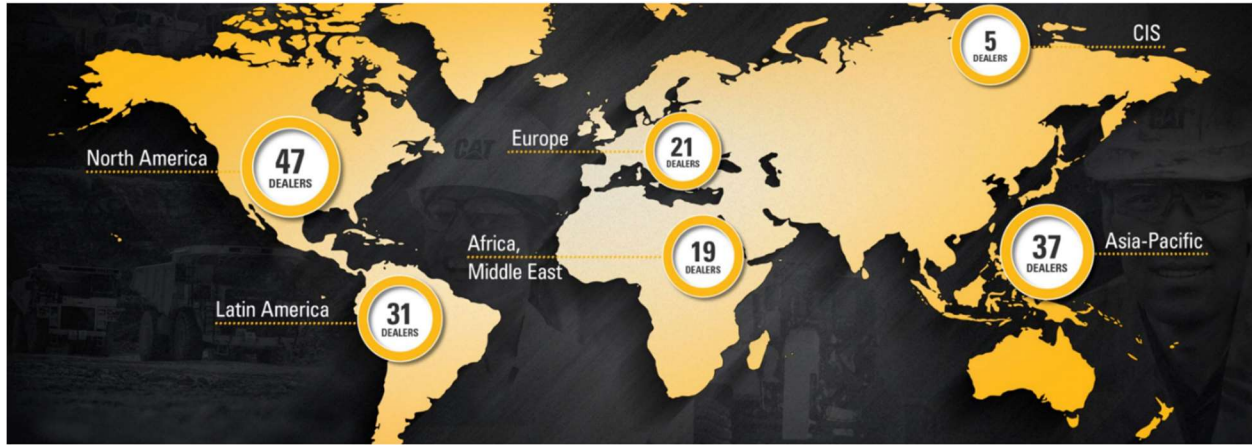 5
DEALERS
CIS
North America
47
DEALERS
Europe
21
DEALERS
CAT
Africa,
Middle East
19
DEALERS
37
DEALERS
Asia-Pacific
Latin America
31
DEALERS